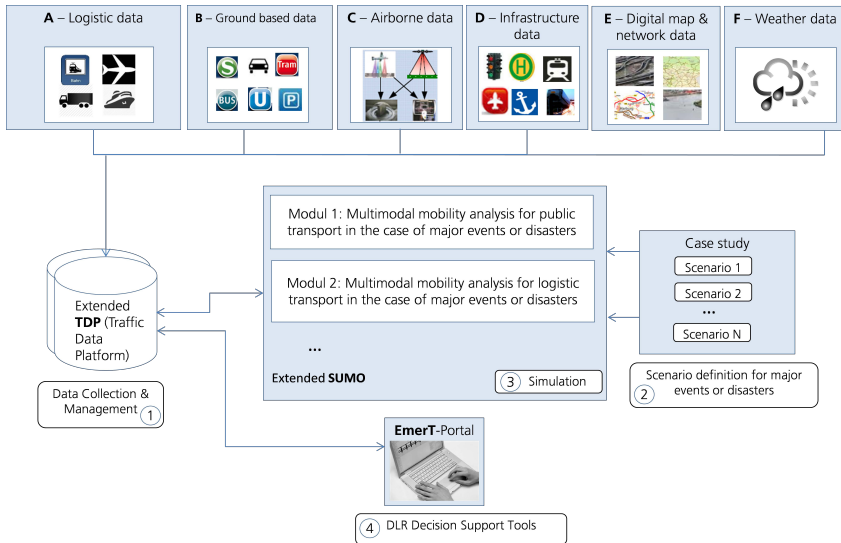 A – Logistic data
B – Ground based data
C – Airborne data
D – Infrastructure
data
E – Digital map &
network data
F – Weather data
S
Tram
BUS
U
P
H
Modul 1: Multimodal mobility analysis for public
transport in the case of major events or disasters
Modul 2: Multimodal mobility analysis for logistic
transport in the case of major events or disasters
...
Extended SUMO
3 Simulation
Case study
Scenario 1
Scenario 2
...
Scenario N
Scenario definition for major
events or disasters
2
Extended
TDP (Traffic
Data
Platform)
Data Collection &
Management
1
EmerT-Portal
4 DLR Decision Support Tools